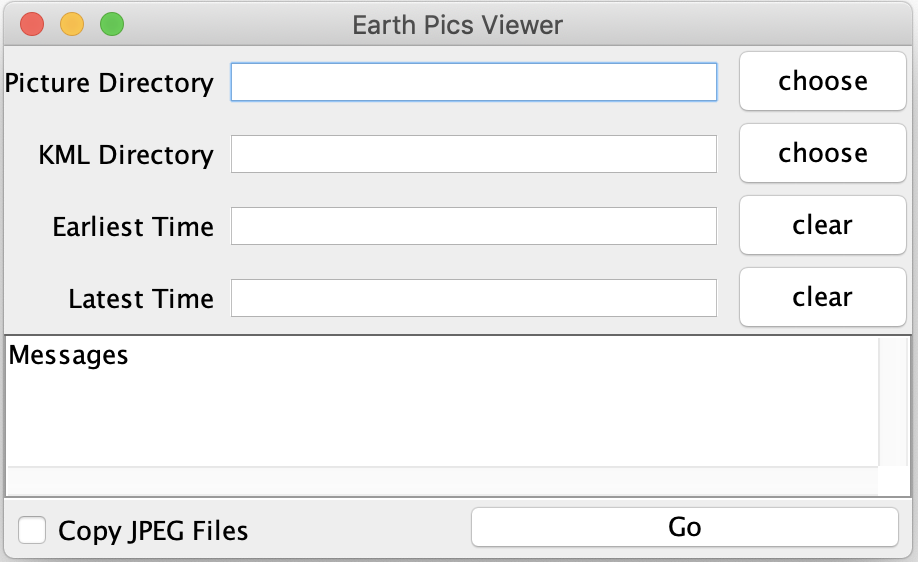 Earth Pics Viewer
Picture Directory choose
KML Directory choose
Earliest Time clear
Latest Time clear
Messages
Copy JPEG Files Go